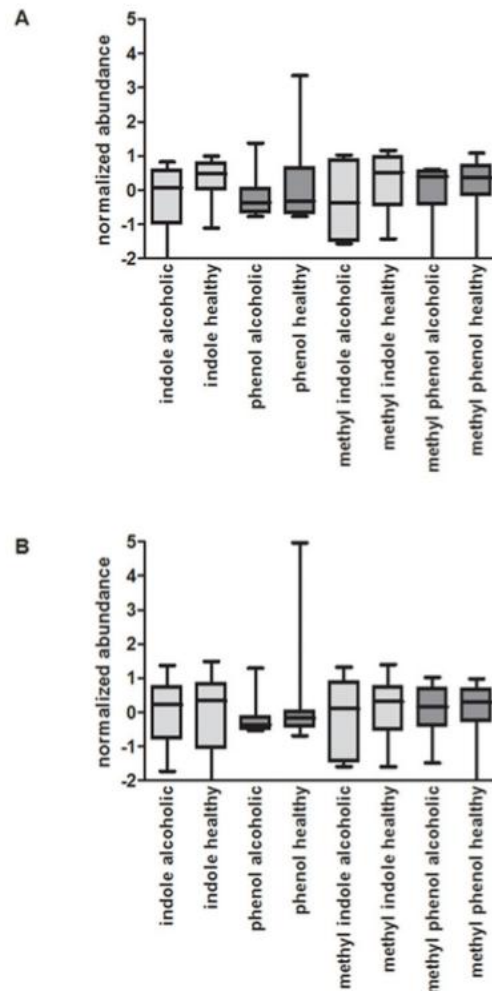 A
normalized abundance
5
4
3
2
1
0
-1
-2
indole alcoholic
indole healthy
phenol alcoholic
phenol healthy
methyl indole alcoholic
methyl indole healthy
methyl phenol alcoholic
methyl phenol healthy
B
normalized abundance
5
4
3
2
1
0
-1
-2
indole alcoholic
indole healthy
phenol alcoholic
phenol healthy
methyl indole alcoholic
methyl indole healthy
methyl phenol alcoholic
methyl phenol healthy